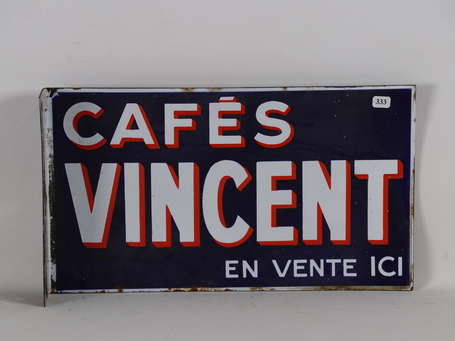 333
CAFÉS
VINCENT
EN VENTE ICI